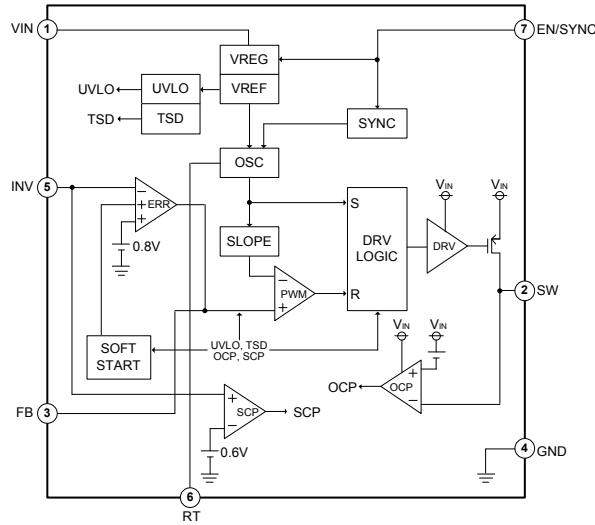 VIN
1
7
EN/SYNC
VREG
UVLO
UVLO
VREF
TSD
TSD
SYNC
OSC
INV
5
VIN
VIN
−
+
+
ERR
S
DRV
LOGIC
DRV
0.8V
SLOPE
−
+
PWM
R
2
SW
UVLO, TSD
OCP, SCP
SOFT
START
VIN
VIN
OCP
OCP
+
−
FB
3
+
−
SCP
SCP
0.6V
4
GND
6
RT